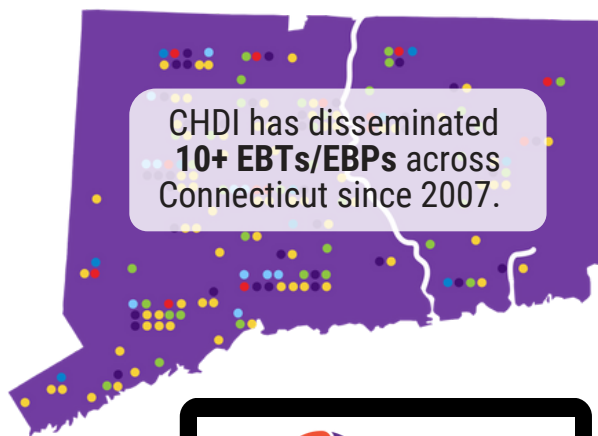 CHDI has disseminated
10+ EBTs/EBPs across
Connecticut since 2007.